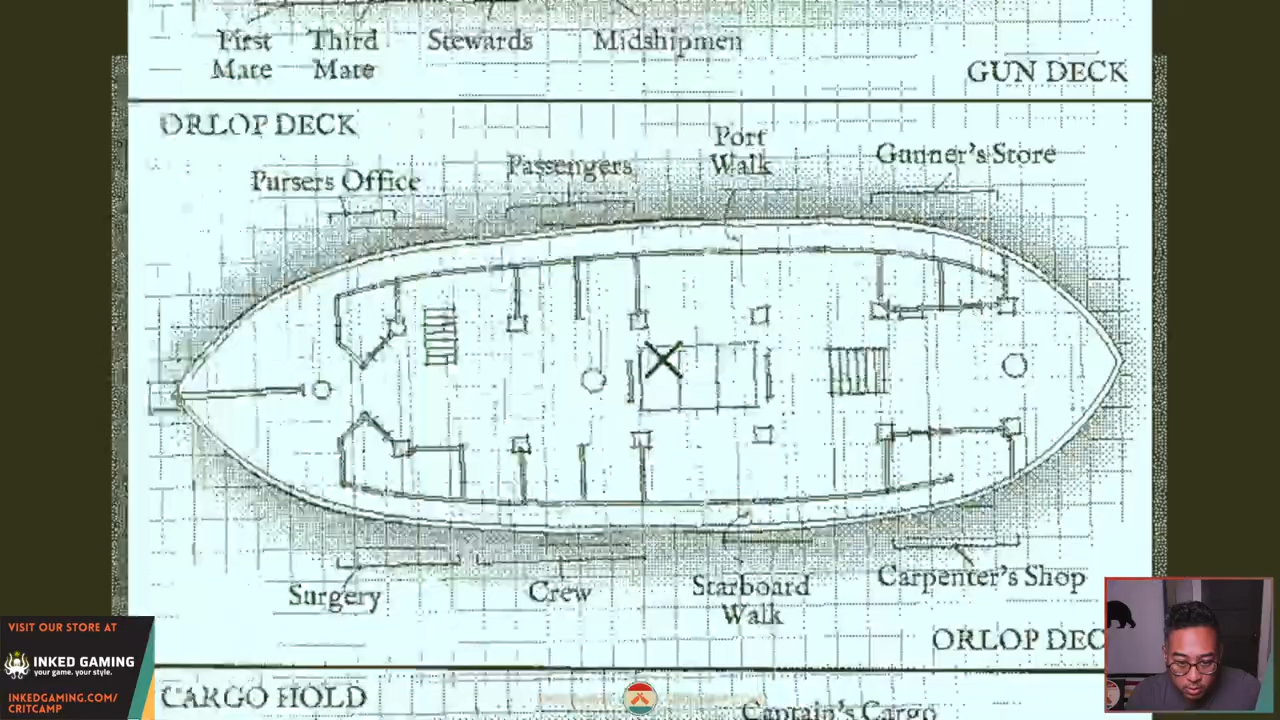 First Mate
Third Mate
Stewards
Midshipmen
GUN DECK
ORLOP DECK
Pursers Office
Passengers
Port Walk
Gunner's Store
Surgery
Crew
Starboard Walk
Carpenter's Shop
ORLOP DEC
CARGO HOLD
Captain's Cargo
VISIT OUR STORE AT
INKED GAMING
your game. your style.
INKEDGAMING.COM/
CRITCAMP